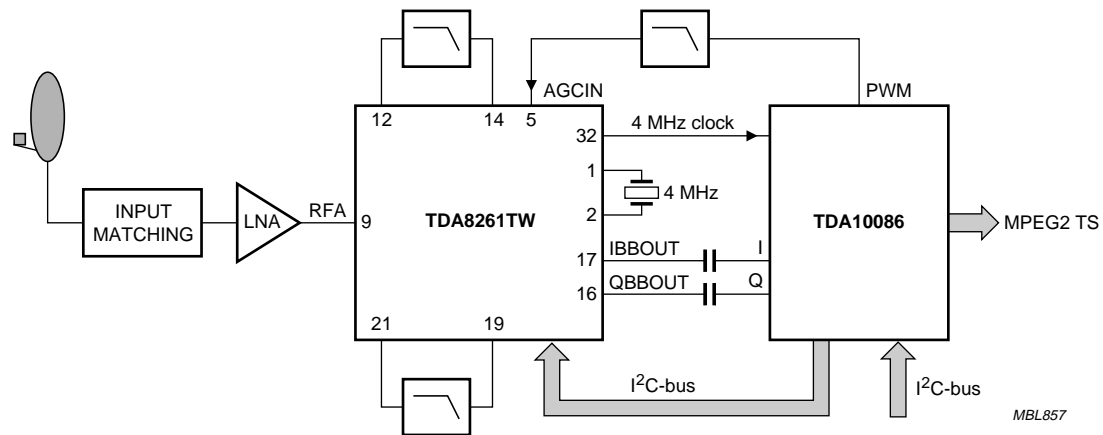 AGCIN
PWM
12
14
5
32
4 MHz clock
1
4 MHz
2
INPUT
MATCHING
LNA
RFA
9
TDA8261TW
TDA10086
MPEG2 TS
17
IBBOUT
I
16
QBBOUT
Q
21
19
I²C-bus
I²C-bus
MBL857